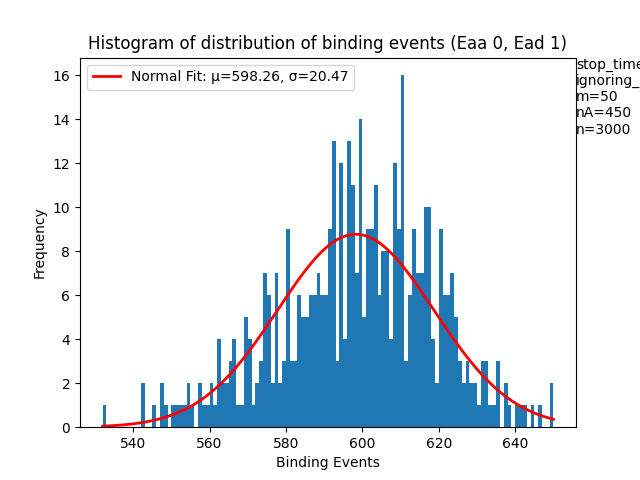 Histogram of distribution of binding events (Eaa 0, Ead 1)
Normal Fit: μ=598.26, σ=20.47
stop_time
ignoring_
m=50
nA=450
n=3000
16
14
12
10
8
6
4
2
0
Frequency
540
560
580
600
620
640
Binding Events